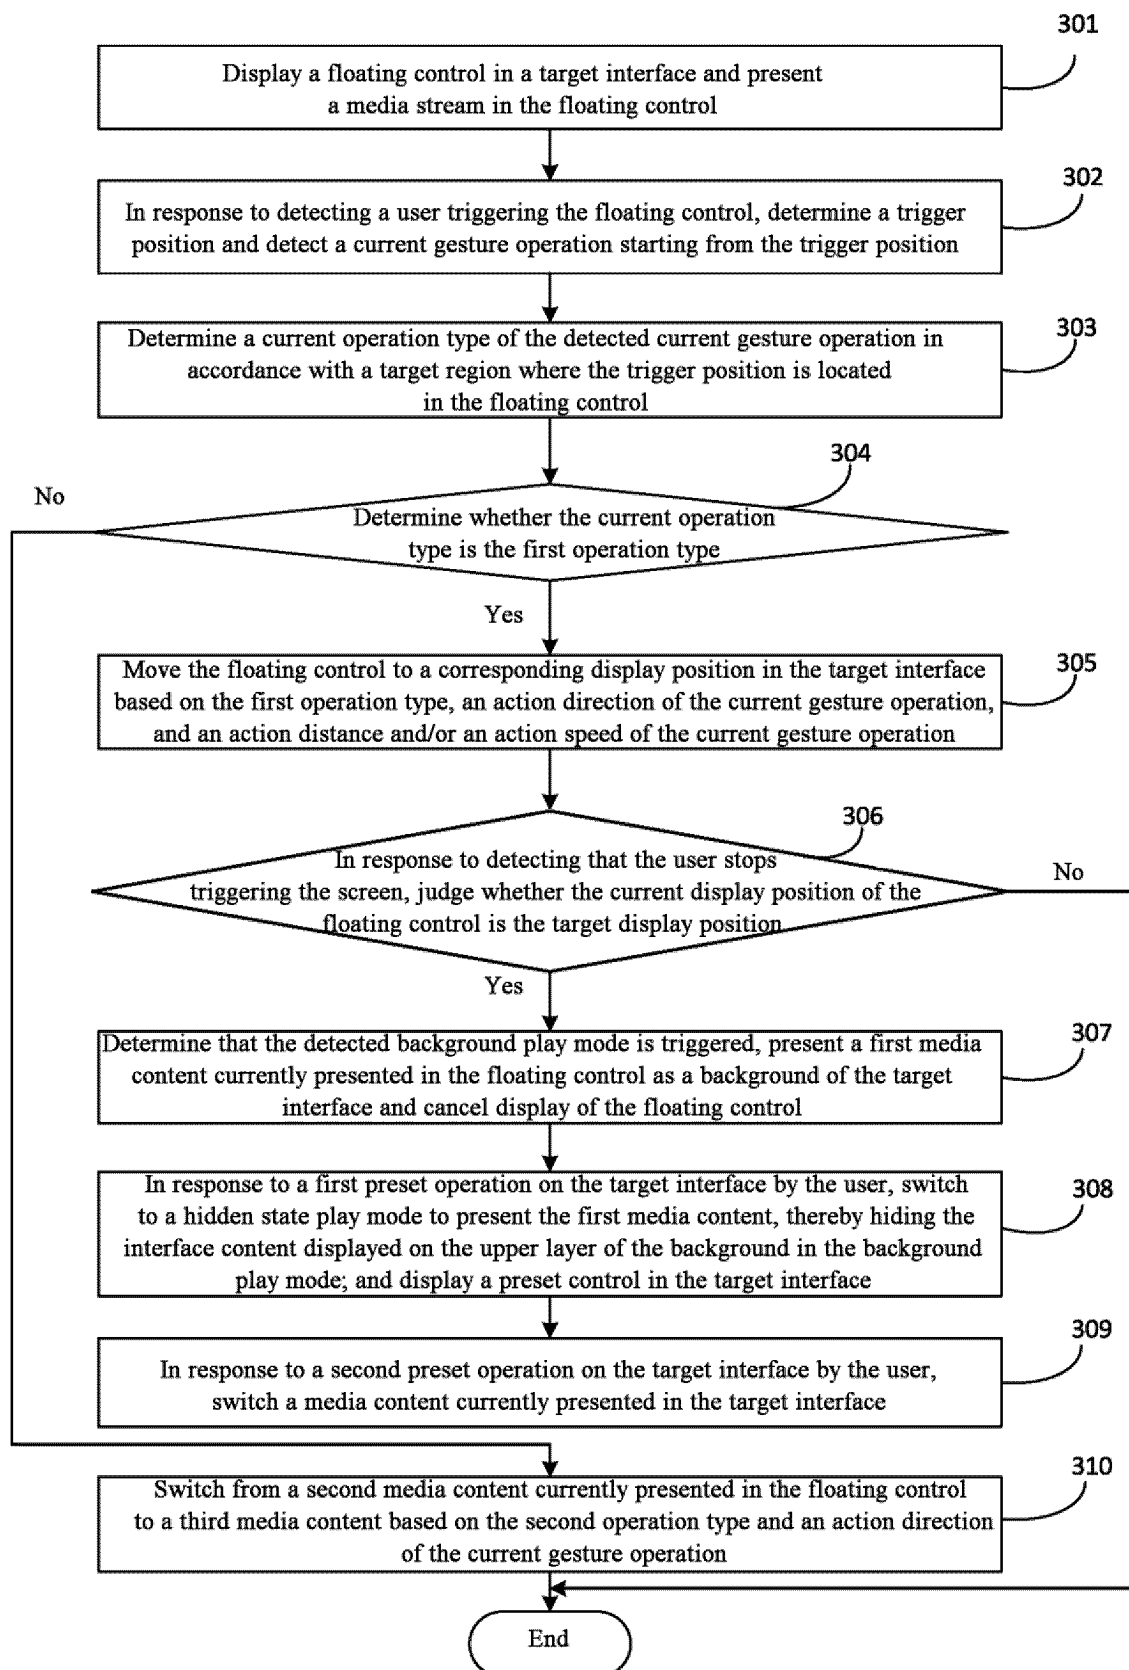 301
Display a floating control in a target interface and present
a media stream in the floating control
302
In response to detecting a user triggering the floating control, determine a trigger
position and detect a current gesture operation starting from the trigger position
303
Determine a current operation type of the detected current gesture operation in
accordance with a target region where the trigger position is located
in the floating control
304
No
Determine whether the current operation
type is the first operation type
Yes
305
Move the floating control to a corresponding display position in the target interface
based on the first operation type, an action direction of the current gesture operation,
and an action distance and/or an action speed of the current gesture operation
306
In response to detecting that the user stops
triggering the screen, judge whether the current display position of the
floating control is the target display position
No
Yes
307
Determine that the detected background play mode is triggered, present a first media
content currently presented in the floating control as a background of the target
interface and cancel display of the floating control
308
In response to a first preset operation on the target interface by the user, switch
to a hidden state play mode to present the first media content, thereby hiding the
interface content displayed on the upper layer of the background in the background
play mode; and display a preset control in the target interface
309
In response to a second preset operation on the target interface by the user,
switch a media content currently presented in the target interface
310
Switch from a second media content currently presented in the floating control
to a third media content based on the second operation type and an action direction
of the current gesture operation
End